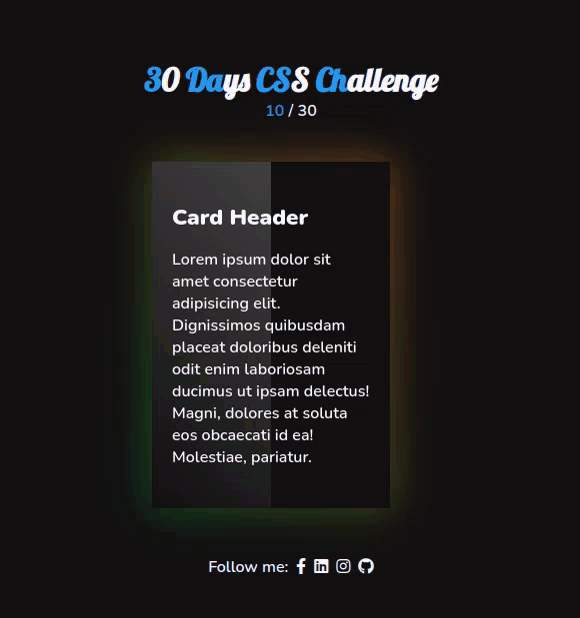 30 Days CSS Challenge
10 / 30
Card Header
Lorem ipsum dolor sit
amet consectetur
adipisicing elit.
Dignissimos quibusdam
placeat doloribus deleniti
odit enim laboriosam
ducimus ut ipsam delectus!
Magni, dolores at soluta
eos obcaecati id ea!
Molestiae, pariatur.
Follow me: